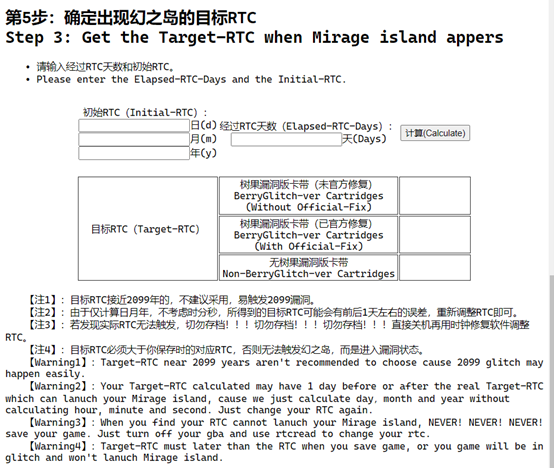 第5步：确定出现幻之岛的目标RTC
Step 3: Get the Target-RTC when Mirage island appers
• 请输入经过RTC天数和初始RTC。
• Please enter the Elapsed-RTC-Days and the Initial-RTC.
初始RTC（Initial-RTC）：
日(d)
月(m)
年(y)
经过RTC天数（Elapsed-RTC-Days）：
天(Days)
计算(Calculate)
目标RTC（Target-RTC）
树果漏洞版卡带（未官方修复）
BerryGlitch-ver Cartridges
(Without Official-Fix)
树果漏洞版卡带（已官方修复）
BerryGlitch-ver Cartridges
(With Official-Fix)
无树果漏洞版卡带
Non-BerryGlitch-ver Cartridges
【注1】：目标RTC接近2099年的，不建议采用，易触发2099漏洞。
【注2】：由于仅计算日月年，不考虑时分秒，所得到的目标RTC可能会有前后1天左右的误差，重新调整RTC即可。
【注3】：若发现实际RTC无法触发，切勿存档！！！切勿存档！！！切勿存档！！！直接关机再用时钟修复软件调整
RTC。
【注4】：目标RTC必须大于你保存时的对应RTC，否则无法触发幻之岛，而是进入漏洞状态。
【Warning1】：Target-RTC near 2099 years aren't recommended to choose cause 2099 glitch may
happen easily.
【Warning2】：Your Target-RTC calculated may have 1 day before or after the real Target-RTC
which can lanuch your Mirage island, cause we just calculate day，month and year without
calculating hour, minute and second. Just change your RTC again.
【Warning3】：When you find your RTC cannot lanuch your Mirage island, NEVER! NEVER! NEVER!
save your game. Just turn off your gba and use rtcread to change your rtc.
【Warning4】：Target-RTC must later than the RTC when you save game, or you game will be in
glitch and won't lanuch Mirage island.